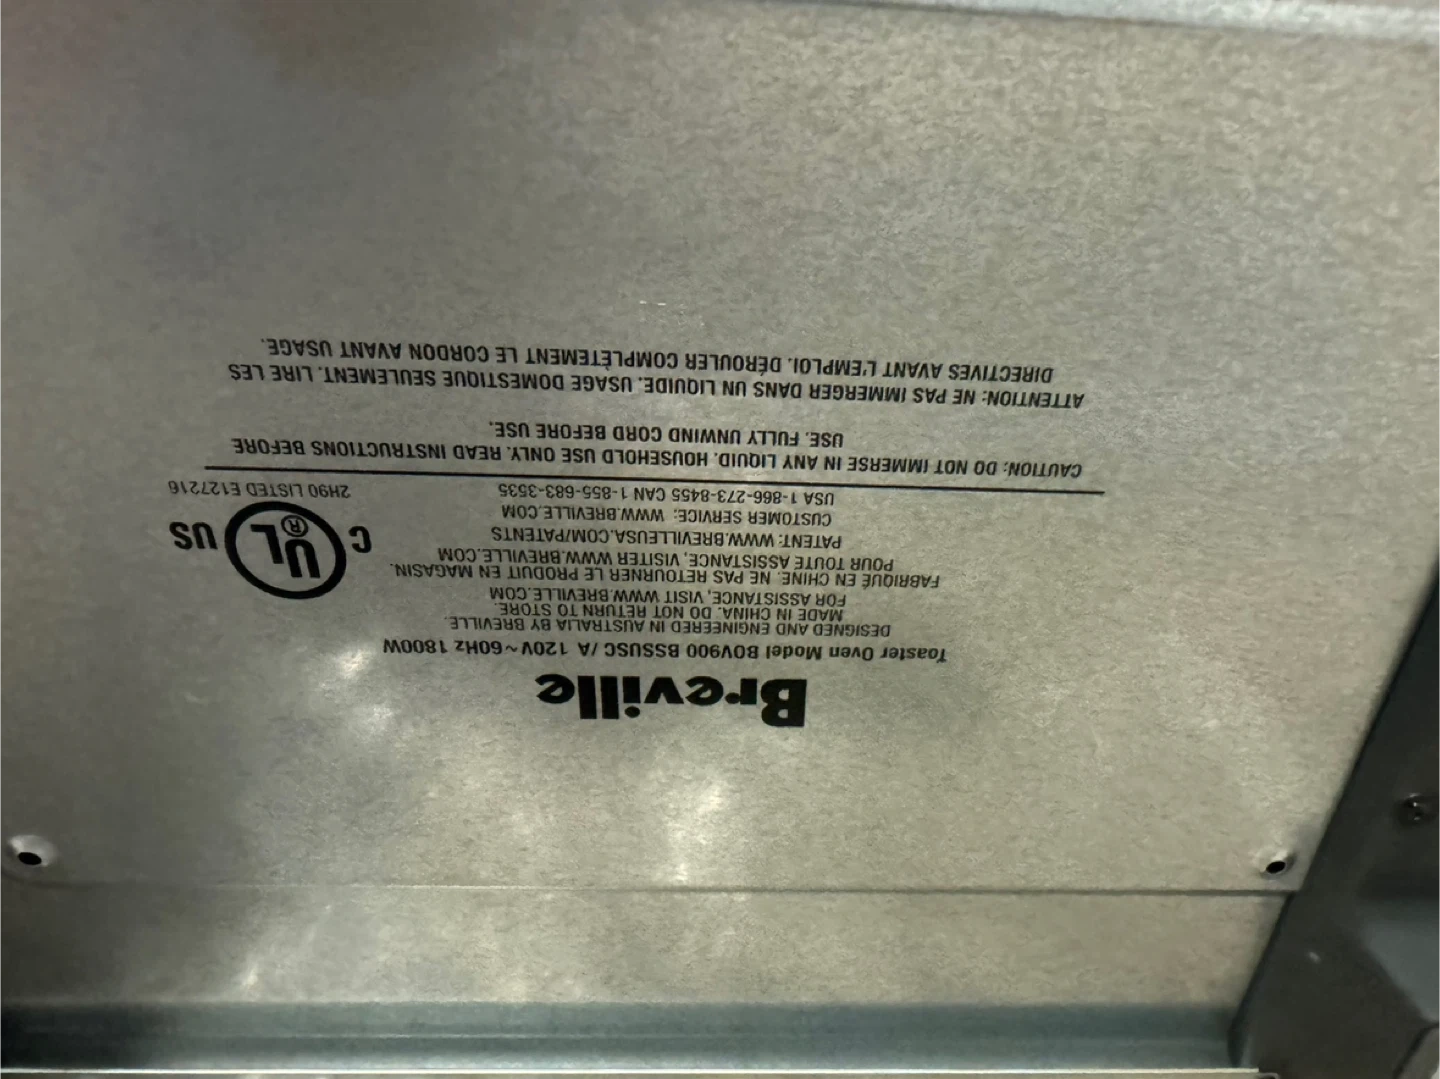 Breville
Toaster Oven Model BOV900 BSSUSC /A 120V~60Hz 1800W
DESIGNED AND ENGINEERED IN AUSTRALIA BY BREVILLE.
MADE IN CHINA. DO NOT RETURN TO STORE.
FOR ASSISTANCE, VISIT WWW.BREVILLE.COM
FABRIQUÉ EN CHINE. NE PAS RETOURNER LE PRODUIT EN MAGASIN.
POUR TOUTE ASSISTANCE, VISITER WWW.BREVILLE.COM
PATENT: WWW.BREVILLEUSA.COM/PATENTS
CUSTOMER SERVICE: WWW.BREVILLE.COM
USA 1-866-273-8455 CAN 1-855-683-3535
C UL® US
2H90 LISTED E127216
CAUTION: DO NOT IMMERSE IN ANY LIQUID. HOUSEHOLD USE ONLY. READ INSTRUCTIONS BEFORE
USE. FULLY UNWIND CORD BEFORE USE.
ATTENTION: NE PAS IMMERGER DANS UN LIQUIDE. USAGE DOMESTIQUE SEULEMENT. LIRE LES
DIRECTIVES AVANT L'EMPLOI. DÉROULER COMPLÈTEMENT LE CORDON AVANT USAGE.